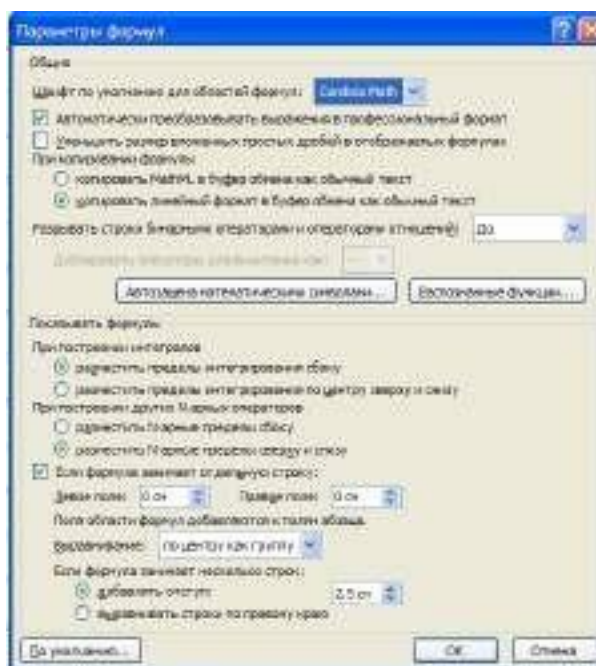 Параметры формул
Общие
Шрифт по умолчанию для областей формул: Cambria Math
Автоматически преобразовывать выражения в профессиональный формат
Уменьшить размер вложенных простых дробей в отображаемых формулах
При копировании формулы:
копировать MathML в буфер обмена как обычный текст
копировать линейный формат в буфер обмена как обычный текст
Разрывать строки бинарными операторами и операторами отношений: До
Автозамена математическими символами... Распознанные функции...
Показывать формулы
При построении интегралов
разместить пределы интегрирования сбоку
разместить пределы интегрирования по центру сверху и снизу
При построении других N-арных операторов
разместить N-арные пределы сбоку
разместить N-арные пределы сверху и снизу
Если формула занимает отдельную строку:
Левое поле: 0 см Правое поле: 0 см
Поля области формул добавляются к полям абзаца.
Выравнивание: по центру как группу
Если формула занимает несколько строк:
добавлять отступ: 2,5 см
выравнивать строки по правому краю
По умолчанию... ОК Отмена